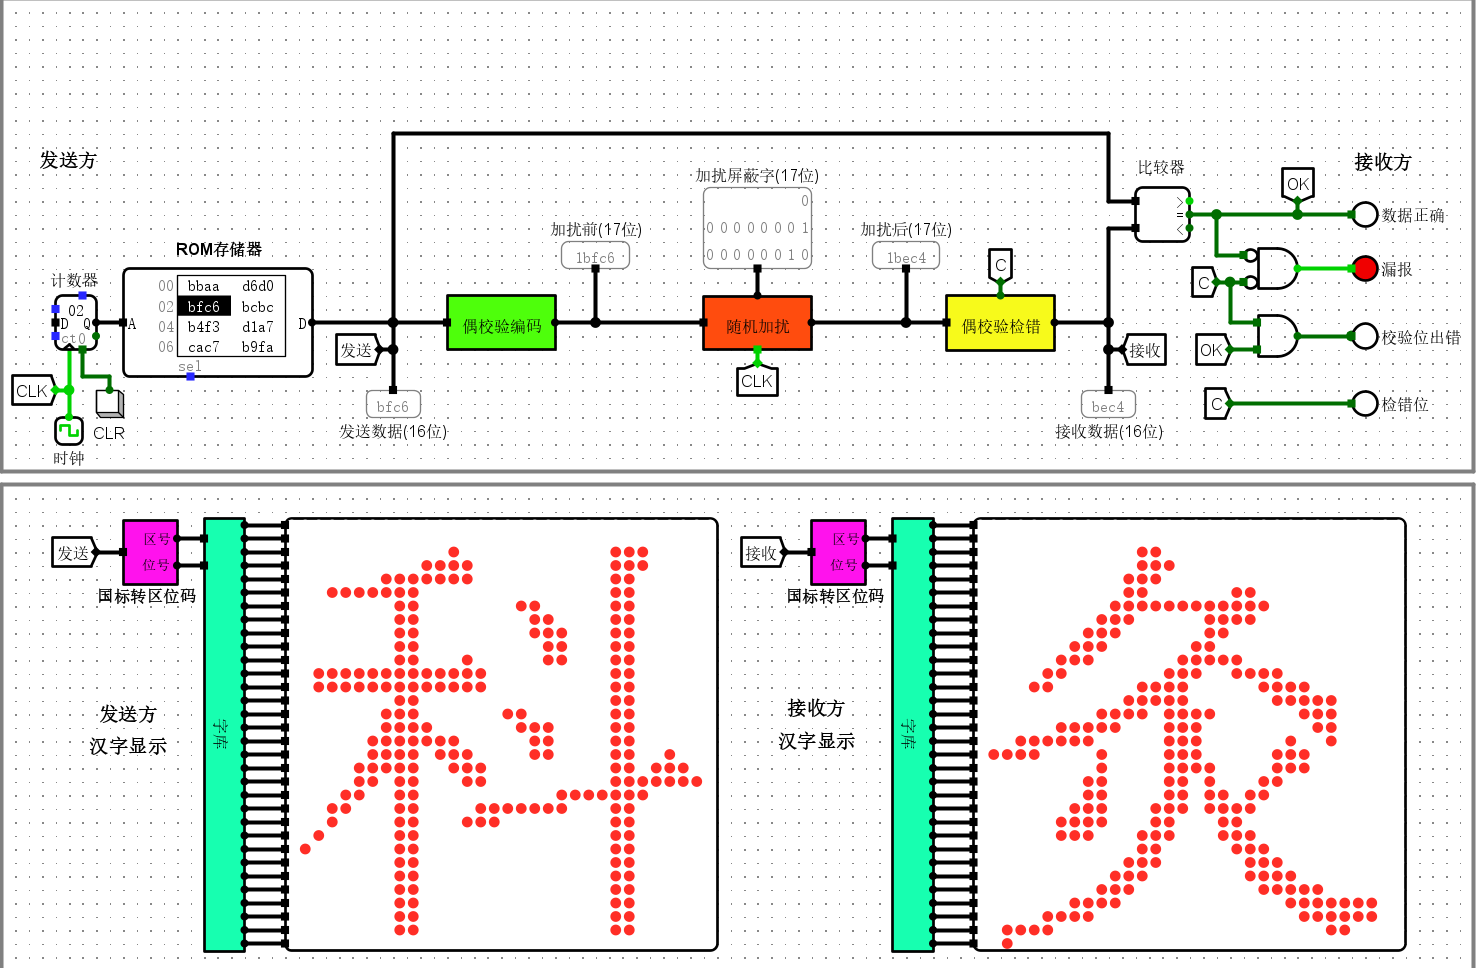 发送方
接收方
ROM存储器
计数器
02
D Q
ct0
A
00 bbaa d6d0
02 bfc6 bcbc
04 b4f3 d1a7
06 cac7 b9fa
D
sel
CLK
CLR
时钟
发送
bfc6
发送数据(16位)
偶校验编码
加扰前(17位)
1bfc6
加扰屏蔽字(17位)
0
0 0 0 0 0 0 0 1
0 0 0 0 0 0 1 0
随机加扰
CLK
加扰后(17位)
1bec4
C
偶校验检错
接收
bec4
接收数据(16位)
比较器
>
=
<
OK
数据正确
C
漏报
OK
校验位出错
C
检错位
发送
区号
位号
国标转区位码
发送方
汉字显示
字库
科
接收
区号
位号
国标转区位码
接收方
汉字显示
字库